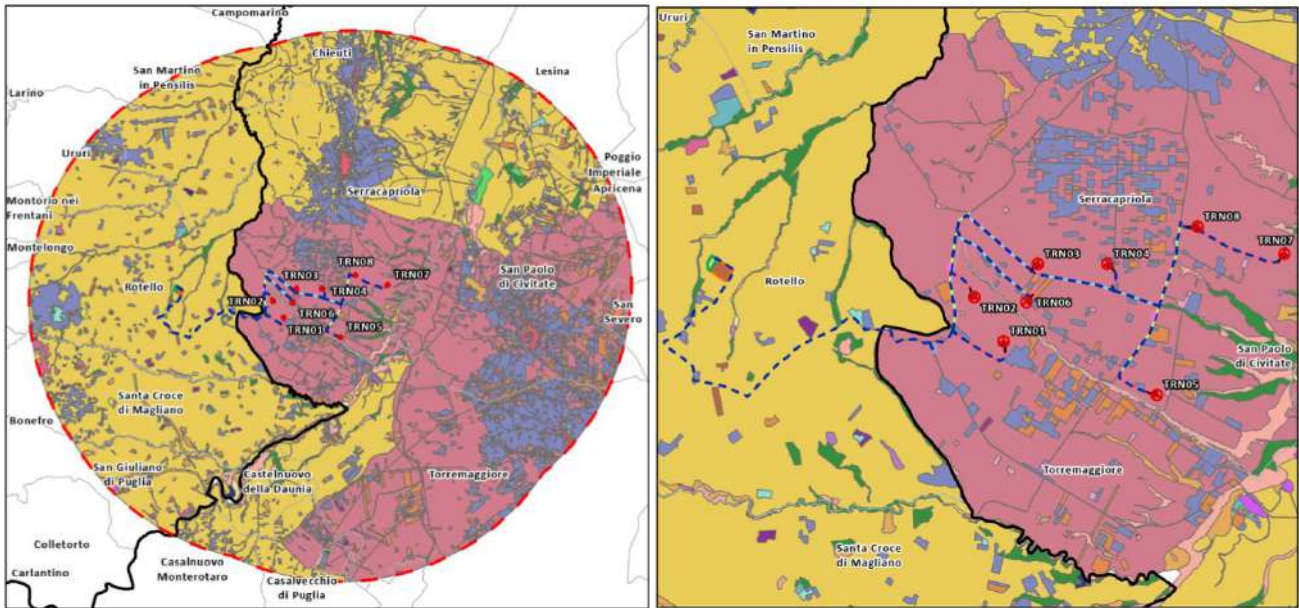 Campomarino
Chieuti
San Martino
in Pensilis
Lesina
Larino
Ururi
Poggio
Imperiale
Apricena
Serracapriola
Montorio nei
Frentani
Montelongo
San Paolo
di Civitate
TRN03
TRN08
TRN07
Rotello
TRN02
TRN04
San
Severo
TRN06
TRN01
TRN05
Santa Croce
di Magliano
Bonefro
San Giuliano
di Puglia
Castelnuovo
della Daunia
Torremaggiore
Colletorto
Carlantino
Casalnuovo
Monterotaro
Casalvecchio
di Puglia
Ururi
San Martino
in Pensilis
Serracapriola
TRN08
TRN03
TRN04
TRN07
Rotello
TRN02
TRN06
TRN01
San Paolo
di Civitate
TRN05
Torremaggiore
Santa Croce
di Magliano